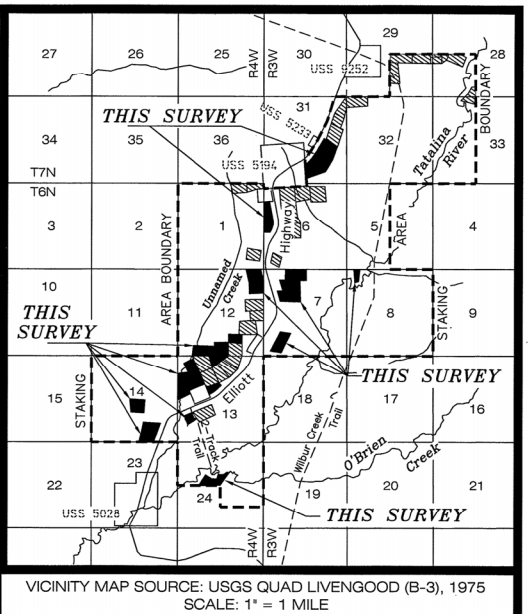 29
27 26 25 R4W R3W 30 28
USS 6252
THIS SURVEY
31
USS 5233
BOUNDARY
34 35 36 32 33
USS 5194
Tatalina
River
T7N
T6N
3 2 1 6 5 4
Highway
AREA
AREA BOUNDARY
Unnamed
Creek
10 11 12 7 8 9
THIS
SURVEY
STAKING
Elliott
THIS SURVEY
15 14 13 18 17 16
STAKING
Track
Trail
Wilbur Creek
Trail
O'Brien
Creek
23
22 24 19 20 21
USS 5028
THIS SURVEY
R4W R3W
VICINITY MAP SOURCE: USGS QUAD LIVENGOOD (B-3), 1975
SCALE: 1" = 1 MILE